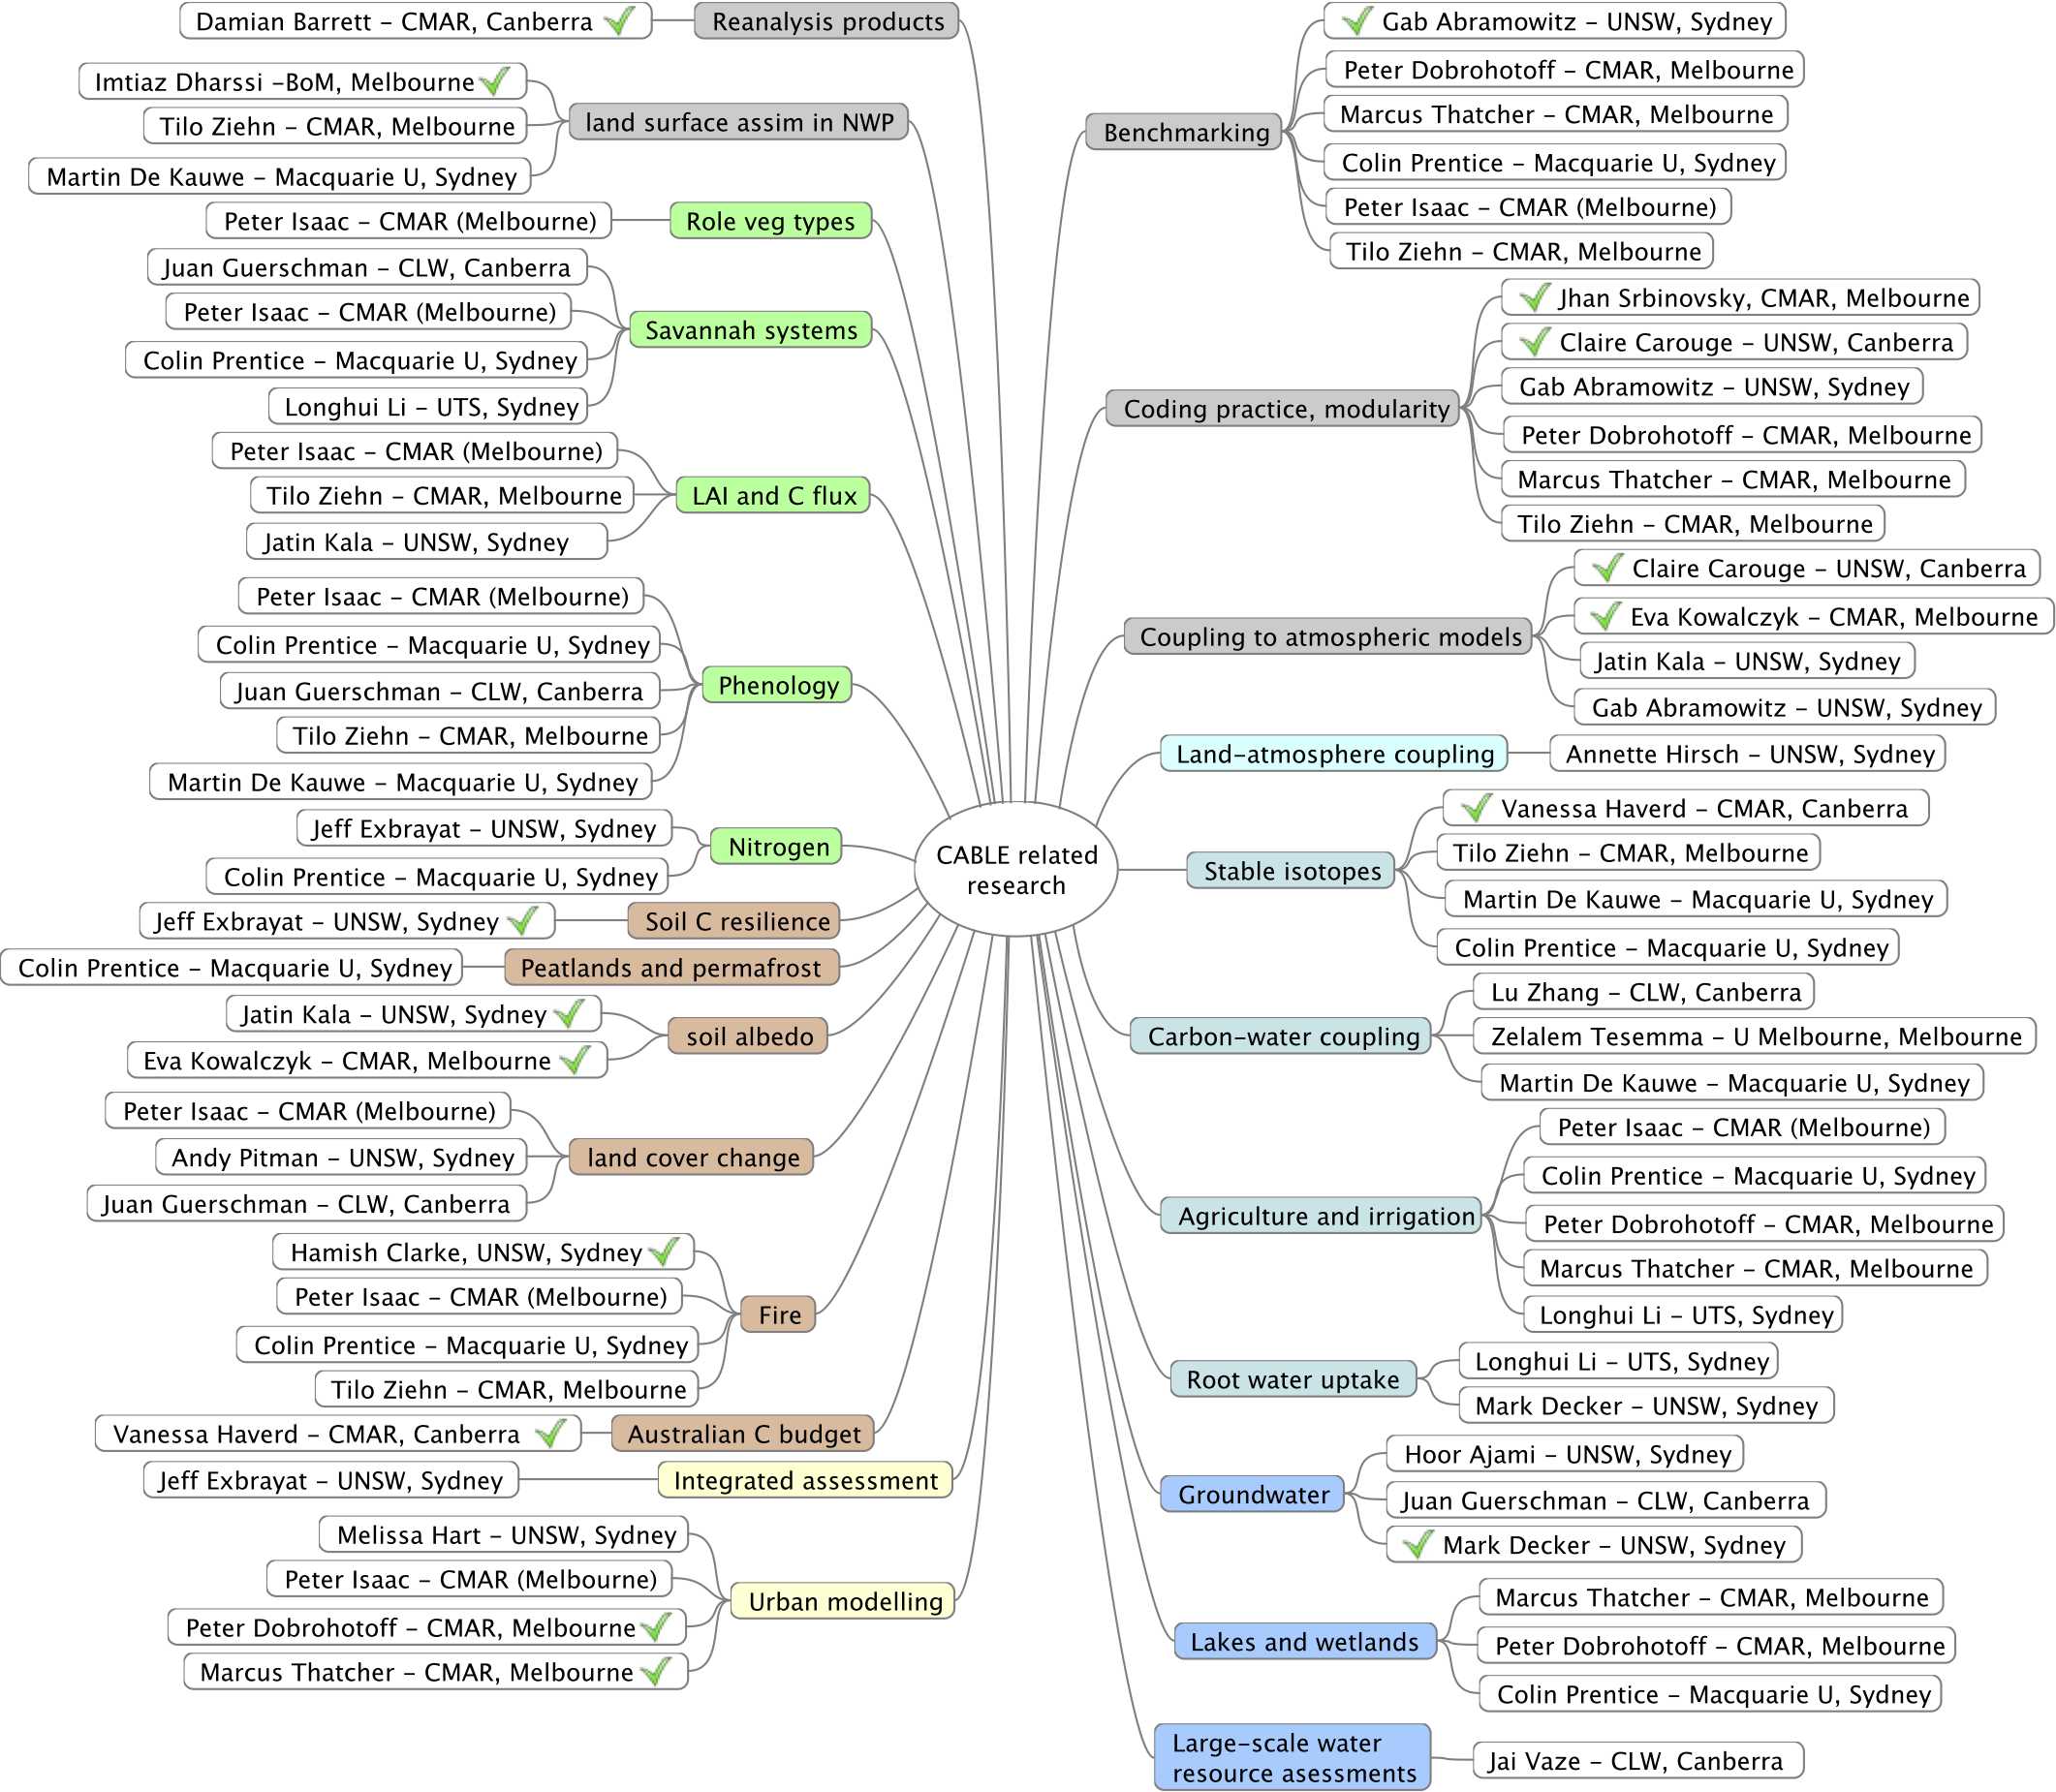 Damian Barrett – CMAR, Canberra
Reanalysis products
Imtiaz Dharssi –BoM, Melbourne
Tilo Ziehn – CMAR, Melbourne
Martin De Kauwe – Macquarie U, Sydney
land surface assim in NWP
Peter Isaac – CMAR (Melbourne)
Role veg types
Juan Guerschman – CLW, Canberra
Peter Isaac – CMAR (Melbourne)
Colin Prentice – Macquarie U, Sydney
Longhui Li – UTS, Sydney
Savannah systems
Peter Isaac – CMAR (Melbourne)
Tilo Ziehn – CMAR, Melbourne
Jatin Kala – UNSW, Sydney
LAI and C flux
Peter Isaac – CMAR (Melbourne)
Colin Prentice – Macquarie U, Sydney
Juan Guerschman – CLW, Canberra
Tilo Ziehn – CMAR, Melbourne
Martin De Kauwe – Macquarie U, Sydney
Phenology
Jeff Exbrayat – UNSW, Sydney
Colin Prentice – Macquarie U, Sydney
Nitrogen
Jeff Exbrayat – UNSW, Sydney
Soil C resilience
Colin Prentice – Macquarie U, Sydney
Peatlands and permafrost
Jatin Kala – UNSW, Sydney
Eva Kowalczyk – CMAR, Melbourne
soil albedo
Peter Isaac – CMAR (Melbourne)
Andy Pitman – UNSW, Sydney
Juan Guerschman – CLW, Canberra
land cover change
Hamish Clarke, UNSW, Sydney
Peter Isaac – CMAR (Melbourne)
Colin Prentice – Macquarie U, Sydney
Tilo Ziehn – CMAR, Melbourne
Fire
Vanessa Haverd – CMAR, Canberra
Australian C budget
Jeff Exbrayat – UNSW, Sydney
Integrated assessment
Melissa Hart – UNSW, Sydney
Peter Isaac – CMAR (Melbourne)
Peter Dobrohotoff – CMAR, Melbourne
Marcus Thatcher – CMAR, Melbourne
Urban modelling
CABLE related
research
Benchmarking
Gab Abramowitz – UNSW, Sydney
Peter Dobrohotoff – CMAR, Melbourne
Marcus Thatcher – CMAR, Melbourne
Colin Prentice – Macquarie U, Sydney
Peter Isaac – CMAR (Melbourne)
Tilo Ziehn – CMAR, Melbourne
Coding practice, modularity
Jhan Srbinovsky, CMAR, Melbourne
Claire Carouge – UNSW, Canberra
Gab Abramowitz – UNSW, Sydney
Peter Dobrohotoff – CMAR, Melbourne
Marcus Thatcher – CMAR, Melbourne
Tilo Ziehn – CMAR, Melbourne
Coupling to atmospheric models
Claire Carouge – UNSW, Canberra
Eva Kowalczyk – CMAR, Melbourne
Jatin Kala – UNSW, Sydney
Gab Abramowitz – UNSW, Sydney
Land–atmosphere coupling
Annette Hirsch – UNSW, Sydney
Stable isotopes
Vanessa Haverd – CMAR, Canberra
Tilo Ziehn – CMAR, Melbourne
Martin De Kauwe – Macquarie U, Sydney
Colin Prentice – Macquarie U, Sydney
Carbon–water coupling
Lu Zhang – CLW, Canberra
Zelalem Tesemma – U Melbourne, Melbourne
Martin De Kauwe – Macquarie U, Sydney
Agriculture and irrigation
Peter Isaac – CMAR (Melbourne)
Colin Prentice – Macquarie U, Sydney
Peter Dobrohotoff – CMAR, Melbourne
Marcus Thatcher – CMAR, Melbourne
Longhui Li – UTS, Sydney
Root water uptake
Longhui Li – UTS, Sydney
Mark Decker – UNSW, Sydney
Groundwater
Hoor Ajami – UNSW, Sydney
Juan Guerschman – CLW, Canberra
Mark Decker – UNSW, Sydney
Lakes and wetlands
Marcus Thatcher – CMAR, Melbourne
Peter Dobrohotoff – CMAR, Melbourne
Colin Prentice – Macquarie U, Sydney
Large–scale water
resource asessments
Jai Vaze – CLW, Canberra